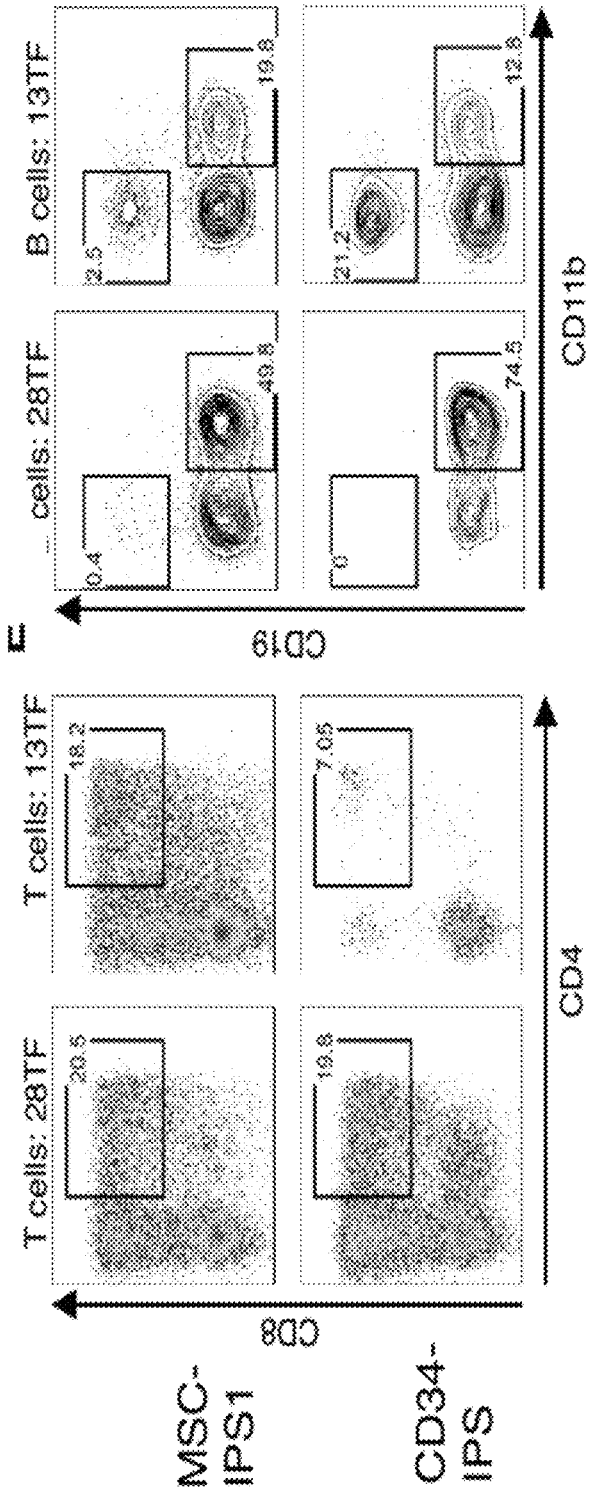 T cells: 28TF
T cells: 13TF
MSC-
IPS1
CD34-
IPS
CD8
20.5
18.2
19.8
7.05
CD4
E
cells: 28TF
B cells: 13TF
CD19
0.4
49.8
2.5
19.8
0
74.5
21.2
12.8
CD11b